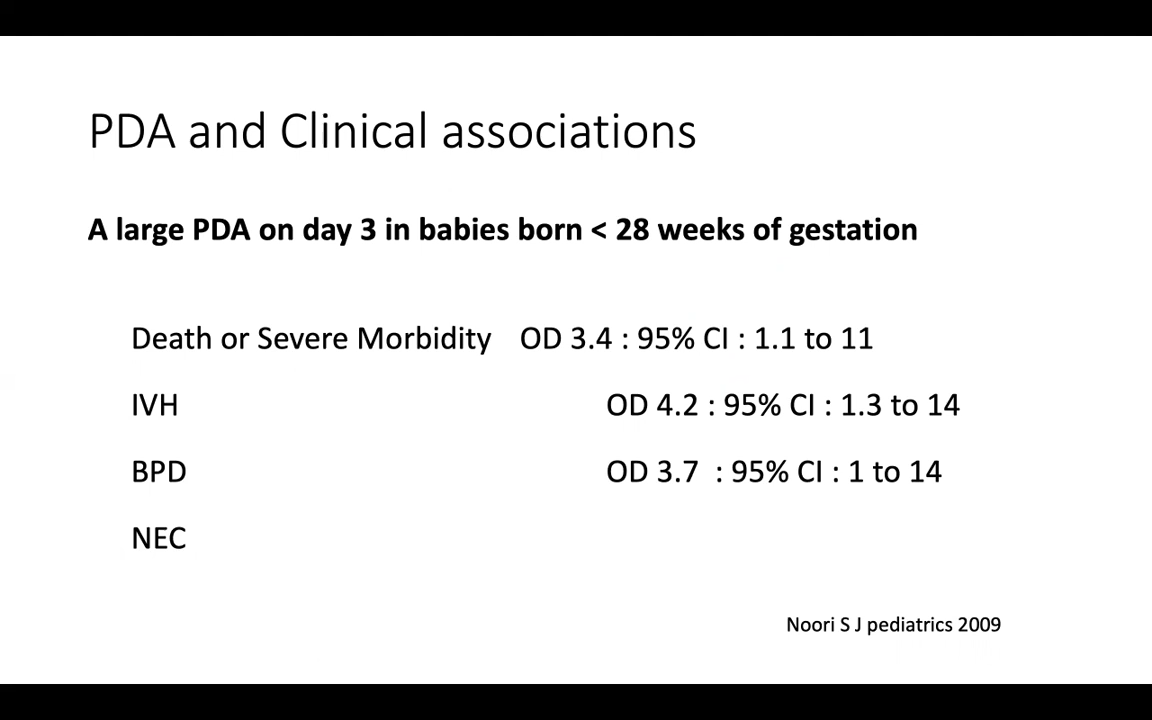 PDA and Clinical associations
A large PDA on day 3 in babies born < 28 weeks of gestation
Death or Severe Morbidity OD 3.4 : 95% CI : 1.1 to 11
IVH OD 4.2 : 95% CI : 1.3 to 14
BPD OD 3.7 : 95% CI : 1 to 14
NEC
Noori S J pediatrics 2009